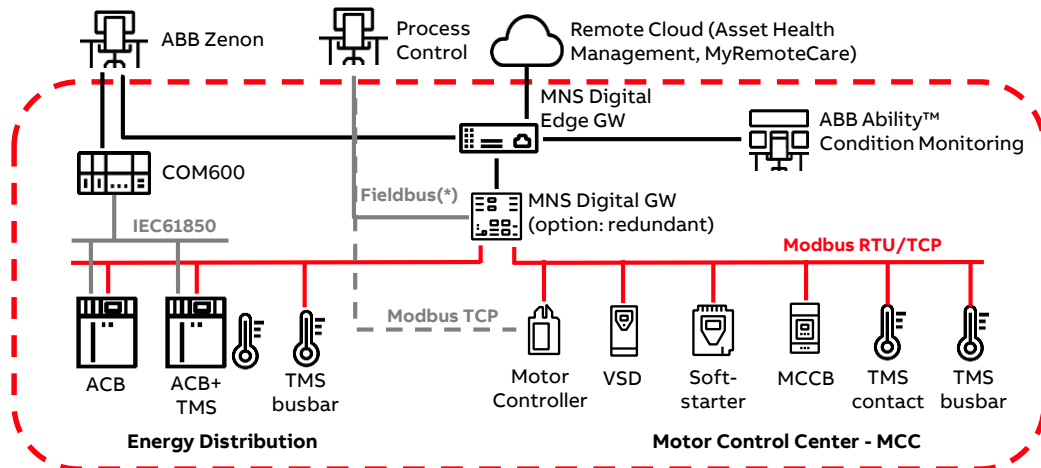 ABB Zenon
Process
Control
Remote Cloud (Asset Health
Management, MyRemoteCare)
MNS Digital
Edge GW
ABB Ability™
Condition Monitoring
COM600
Fieldbus(*)
MNS Digital GW
(option: redundant)
IEC61850
Modbus RTU/TCP
Modbus TCP
ACB
ACB+
TMS
TMS
busbar
Motor
Controller
VSD
Soft-
starter
MCCB
TMS
contact
TMS
busbar
Energy Distribution
Motor Control Center - MCC